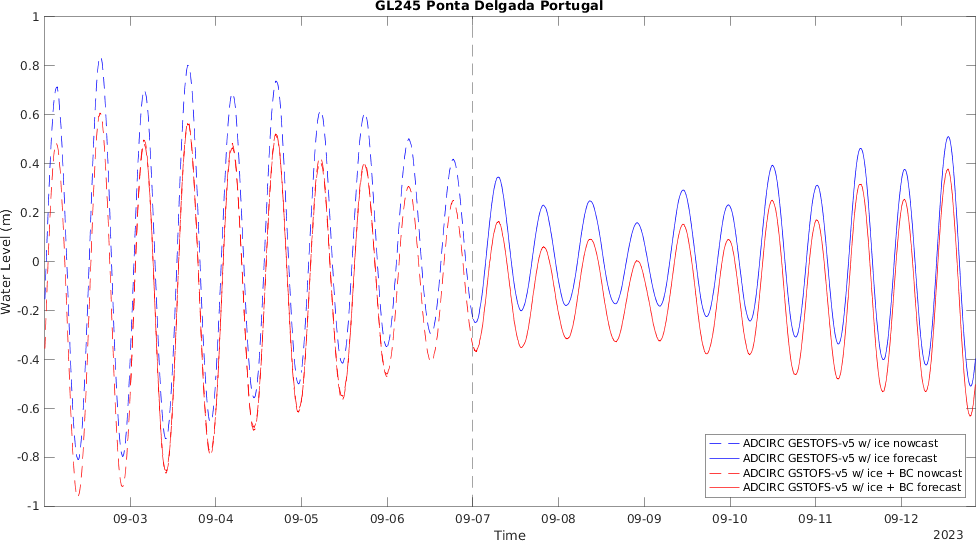 GL245 Ponta Delgada Portugal
1
0.8
0.6
0.4
0.2
0
-0.2
-0.4
-0.6
-0.8
-1
Water Level (m)
09-03 09-04 09-05 09-06 09-07 09-08 09-09 09-10 09-11 09-12
Time
2023
ADCIRC GESTOFS-v5 w/ ice nowcast
ADCIRC GESTOFS-v5 w/ ice forecast
ADCIRC GSTOFS-v5 w/ ice + BC nowcast
ADCIRC GSTOFS-v5 w/ ice + BC forecast